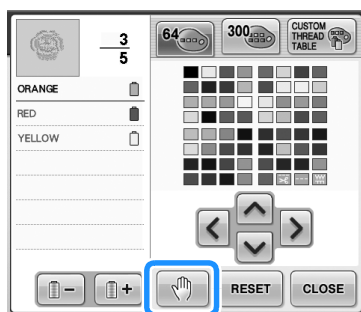 3
5
64
300
CUSTOM
THREAD
TABLE
ORANGE
RED
YELLOW
RESET
CLOSE